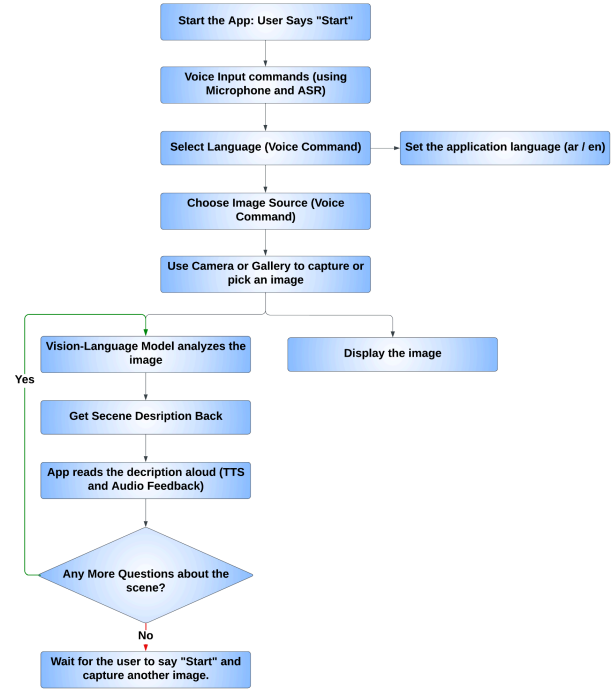 Start the App: User Says "Start"
Voice Input commands (using
Microphone and ASR)
Select Language (Voice Command)
Set the application language (ar / en)
Choose Image Source (Voice
Command)
Use Camera or Gallery to capture or
pick an image
Vision-Language Model analyzes the
image
Display the image
Yes
Get Secene Desription Back
App reads the decription aloud (TTS
and Audio Feedback)
Any More Questions about the
scene?
No
Wait for the user to say "Start" and
capture another image.